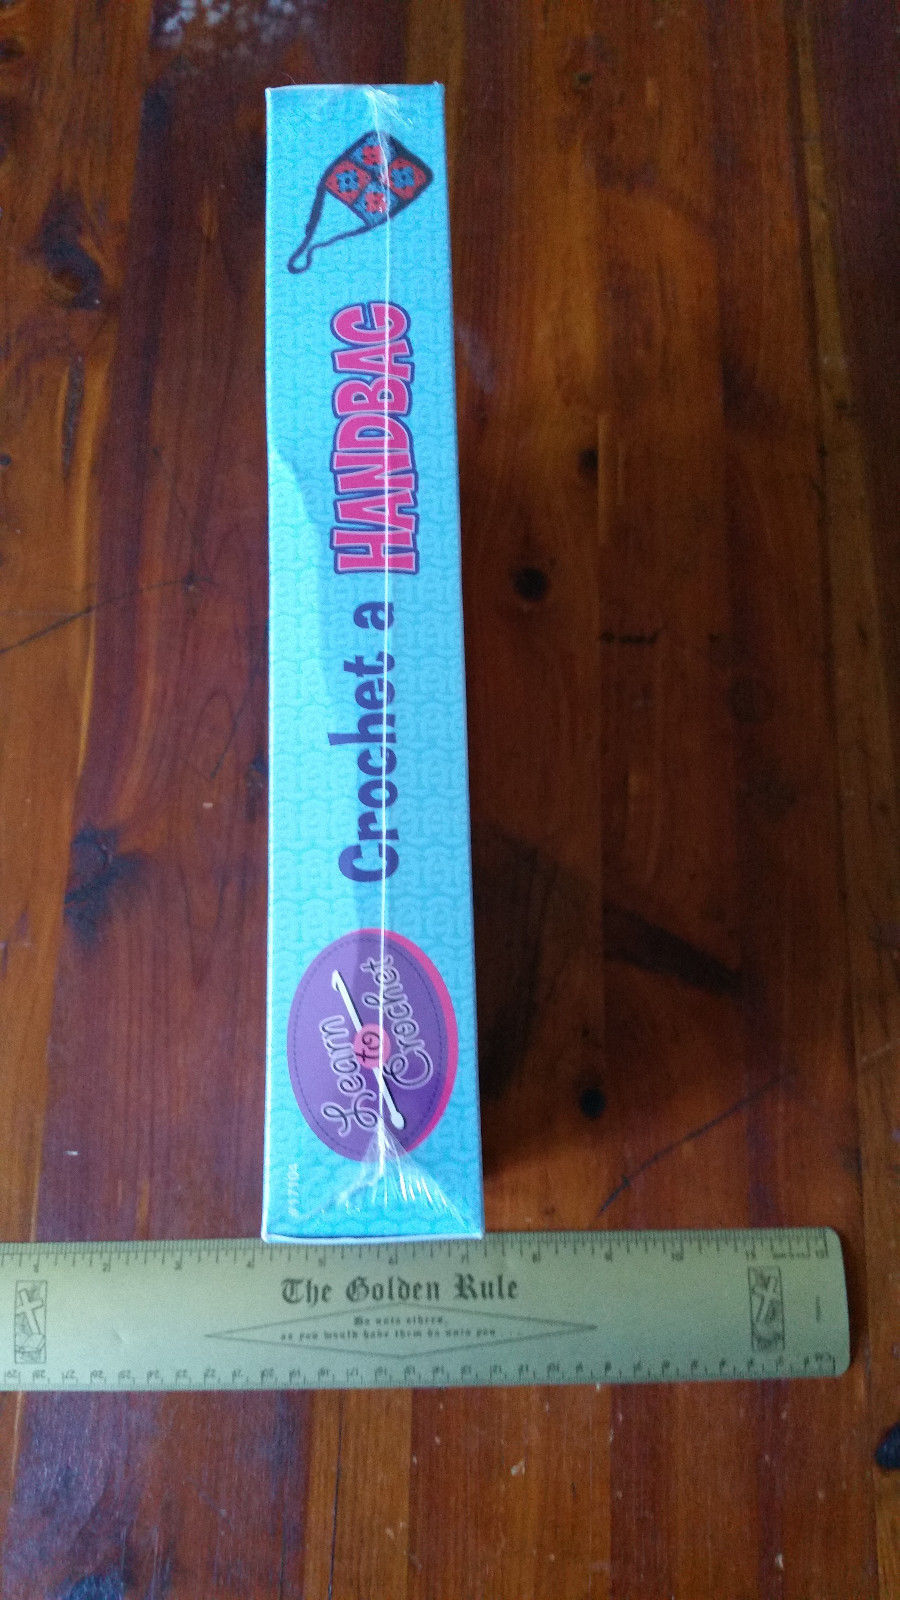 Crochet a HANDBAG
Learn
to
Crochet
#17104
The Golden Rule
Do unto others,
as you would have them do unto you